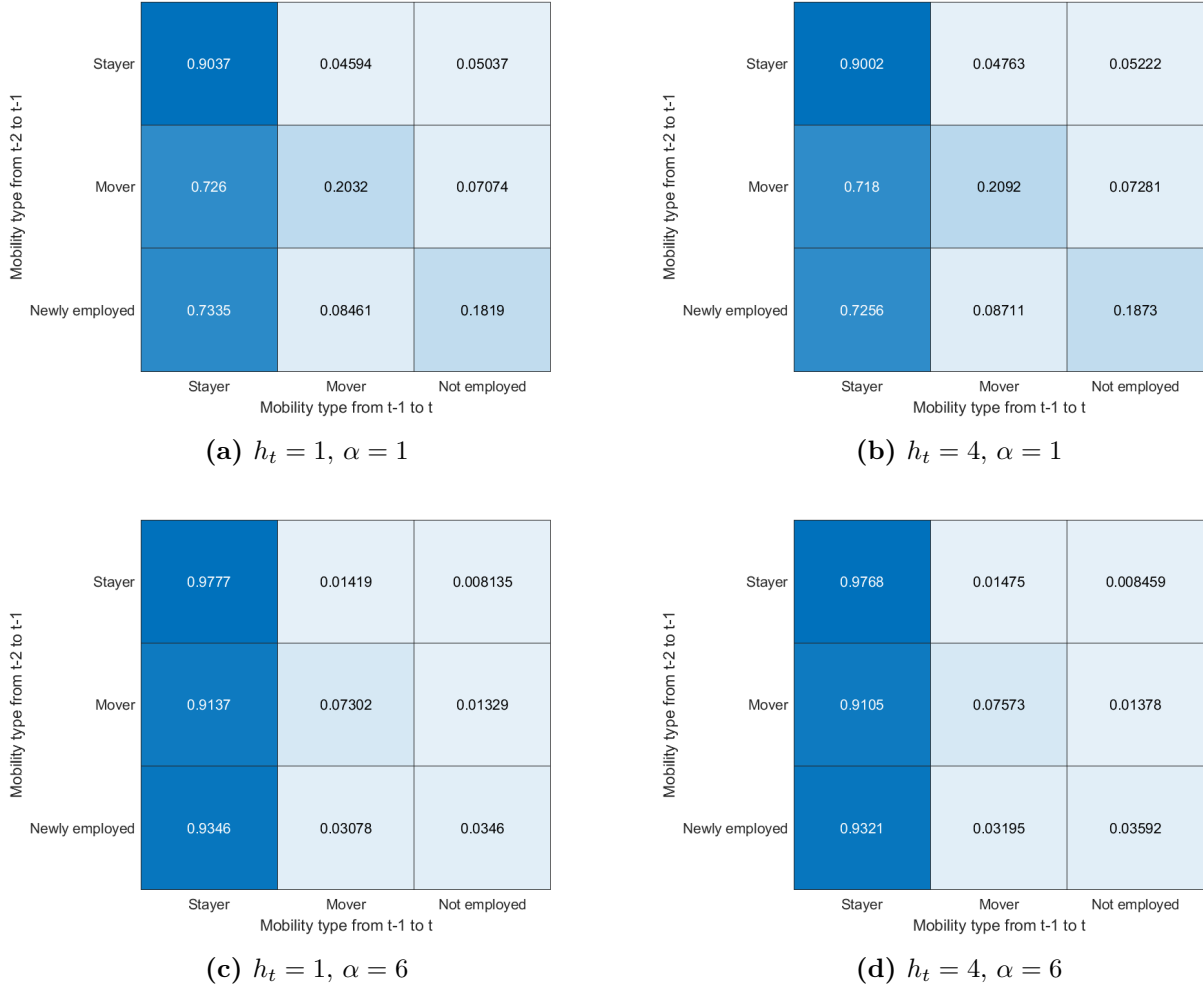 Mobility type from t-2 to t-1
Stayer 0.9037 0.04594 0.05037
Mover 0.726 0.2032 0.07074
Newly employed 0.7335 0.08461 0.1819
Stayer Mover Not employed
Mobility type from t-1 to t
(a) h_t = 1, α = 1
Mobility type from t-2 to t-1
Stayer 0.9002 0.04763 0.05222
Mover 0.718 0.2092 0.07281
Newly employed 0.7256 0.08711 0.1873
Stayer Mover Not employed
Mobility type from t-1 to t
(b) h_t = 4, α = 1
Mobility type from t-2 to t-1
Stayer 0.9777 0.01419 0.008135
Mover 0.9137 0.07302 0.01329
Newly employed 0.9346 0.03078 0.0346
Stayer Mover Not employed
Mobility type from t-1 to t
(c) h_t = 1, α = 6
Mobility type from t-2 to t-1
Stayer 0.9768 0.01475 0.008459
Mover 0.9105 0.07573 0.01378
Newly employed 0.9321 0.03195 0.03592
Stayer Mover Not employed
Mobility type from t-1 to t
(d) h_t = 4, α = 6